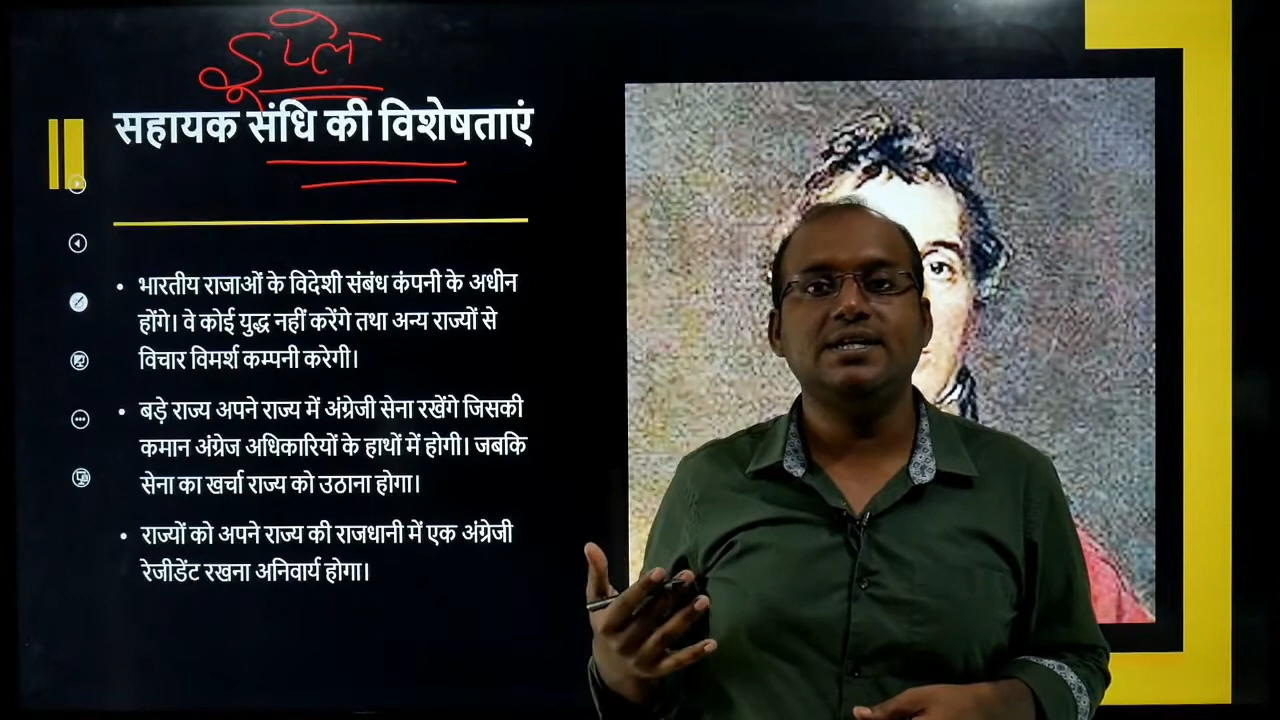 डूप्ले
सहायक संधि की विशेषताएं
• भारतीय राजाओं के विदेशी संबंध कंपनी के अधीन
होंगे। वे कोई युद्ध नहीं करेंगे तथा अन्य राज्यों से
विचार विमर्श कम्पनी करेगी।
• बड़े राज्य अपने राज्य में अंग्रेजी सेना रखेंगे जिसकी
कमान अंग्रेज अधिकारियों के हाथों में होगी। जबकि
सेना का खर्चा राज्य को उठाना होगा।
• राज्यों को अपने राज्य की राजधानी में एक अंग्रेजी
रेजीडेंट रखना अनिवार्य होगा।